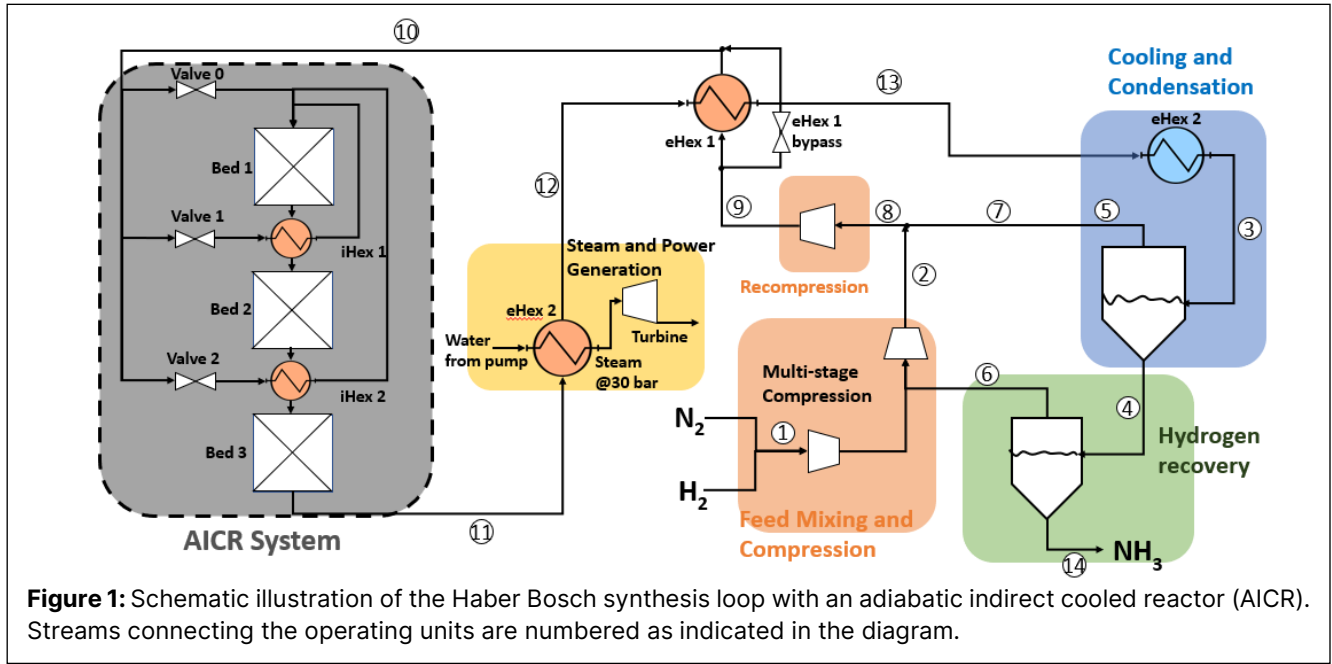 ⑩
Valve 0
Bed 1
Valve 1
iHex 1
Bed 2
Valve 2
iHex 2
Bed 3
AICR System
⑪
⑫
Steam and Power
Generation
eHex 2
Water
from pump
Turbine
Steam
@30 bar
eHex 1
eHex 1
bypass
⑬
⑨
⑧
⑦
⑤
Recompression
②
Cooling and
Condensation
eHex 2
③
Multi-stage
Compression
N₂
①
H₂
Feed Mixing and
Compression
⑥
④
Hydrogen
recovery
⑭
NH₃
Figure 1: Schematic illustration of the Haber Bosch synthesis loop with an adiabatic indirect cooled reactor (AICR).
Streams connecting the operating units are numbered as indicated in the diagram.